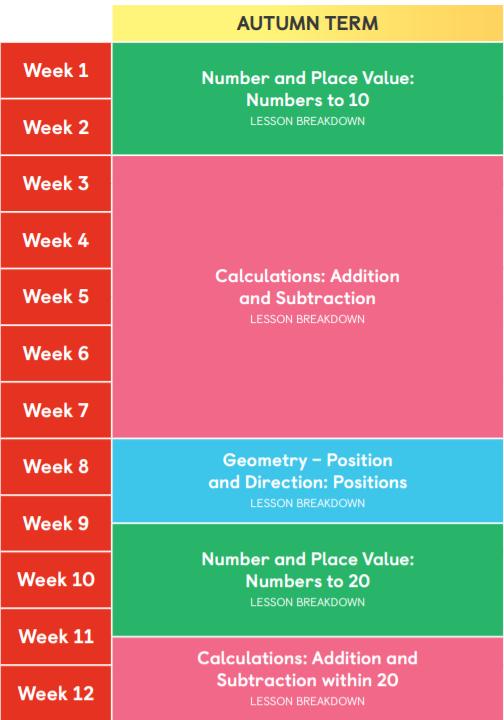 AUTUMN TERM
Week 1
Week 2
Number and Place Value:
Numbers to 10
LESSON BREAKDOWN
Week 3
Week 4
Week 5
Week 6
Week 7
Calculations: Addition
and Subtraction
LESSON BREAKDOWN
Week 8
Geometry – Position
and Direction: Positions
LESSON BREAKDOWN
Week 9
Week 10
Number and Place Value:
Numbers to 20
LESSON BREAKDOWN
Week 11
Week 12
Calculations: Addition and
Subtraction within 20
LESSON BREAKDOWN